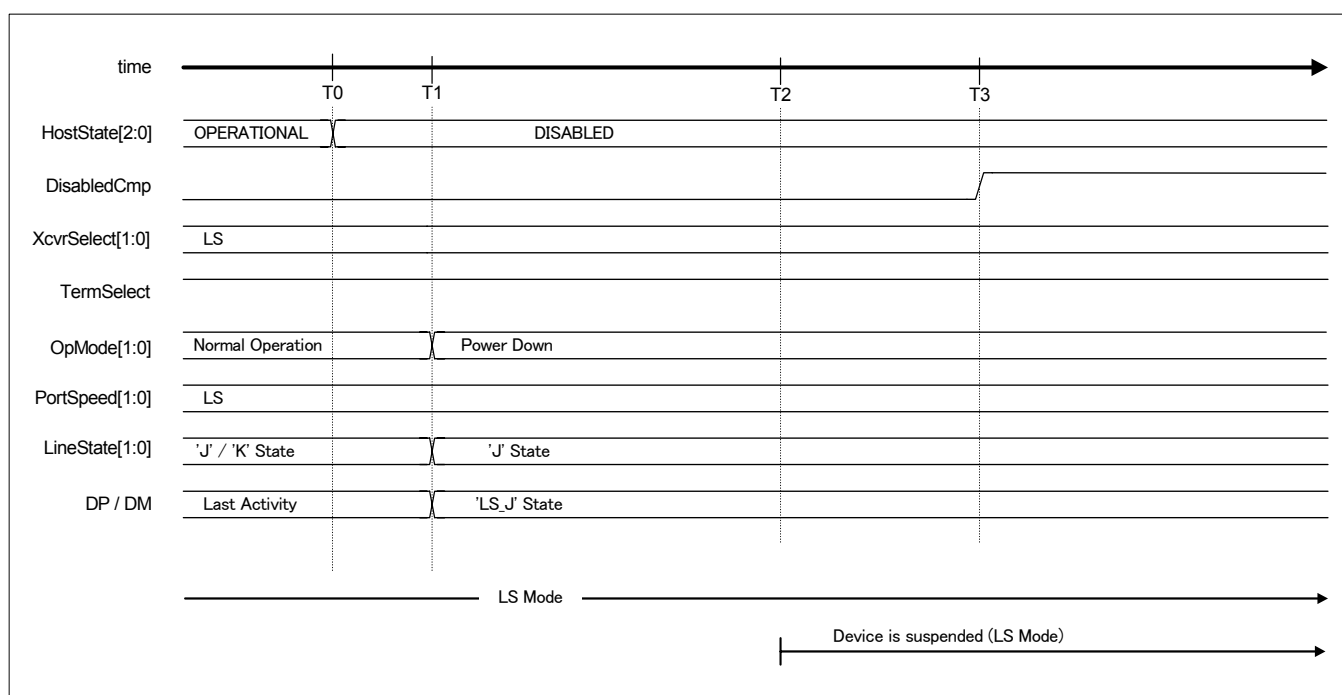 time
T0 T1 T2 T3
HostState[2:0] OPERATIONAL DISABLED
DisabledCmp
XcvrSelect[1:0] LS
TermSelect
OpMode[1:0] Normal Operation Power Down
PortSpeed[1:0] LS
LineState[1:0] 'J' / 'K' State 'J' State
DP / DM Last Activity 'LS_J' State
LS Mode
Device is suspended (LS Mode)